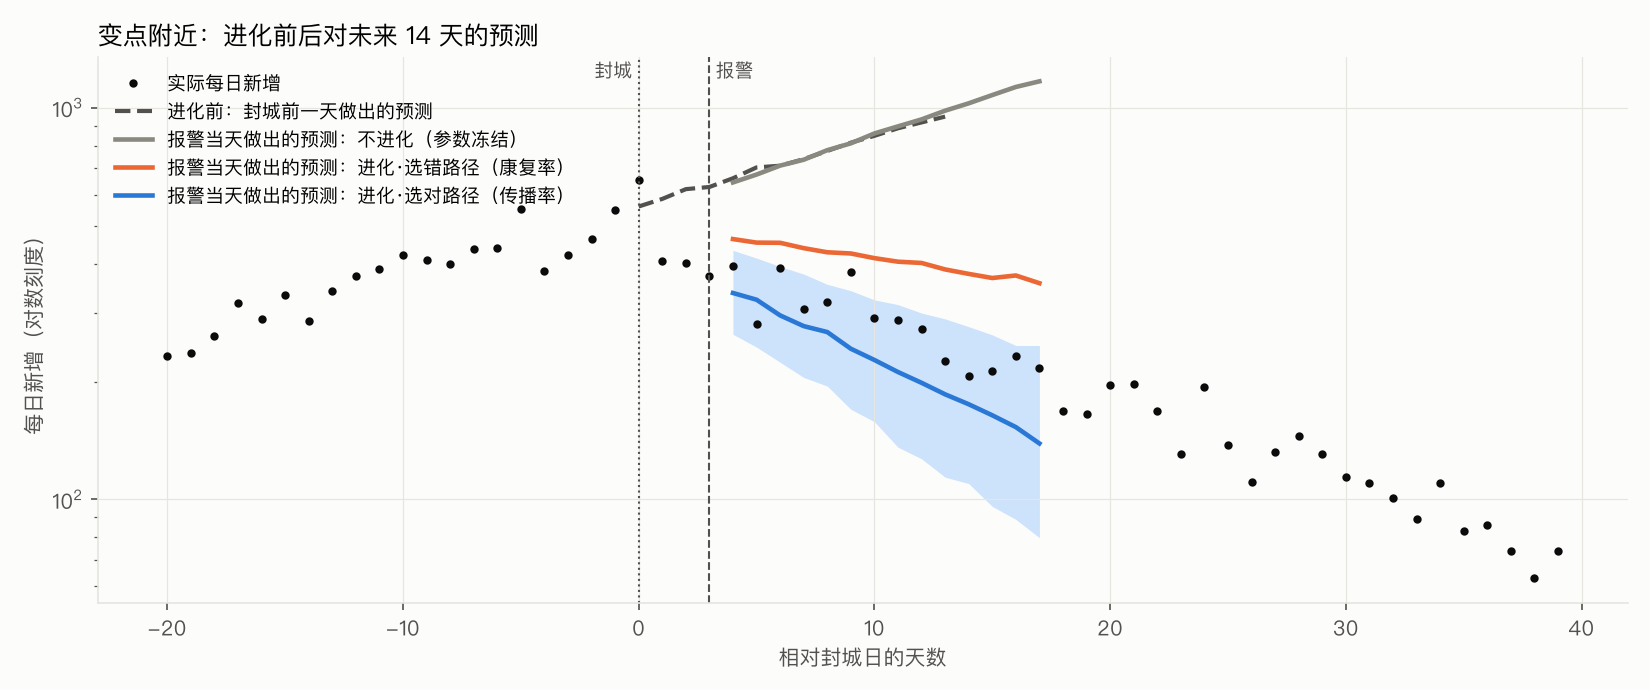 变点附近：进化前后对未来 14 天的预测
封城
报警
实际每日新增
进化前：封城前一天做出的预测
报警当天做出的预测：不进化（参数冻结）
报警当天做出的预测：进化·选错路径（康复率）
报警当天做出的预测：进化·选对路径（传播率）
10³
10²
每日新增（对数刻度）
−20 −10 0 10 20 30 40
相对封城日的天数